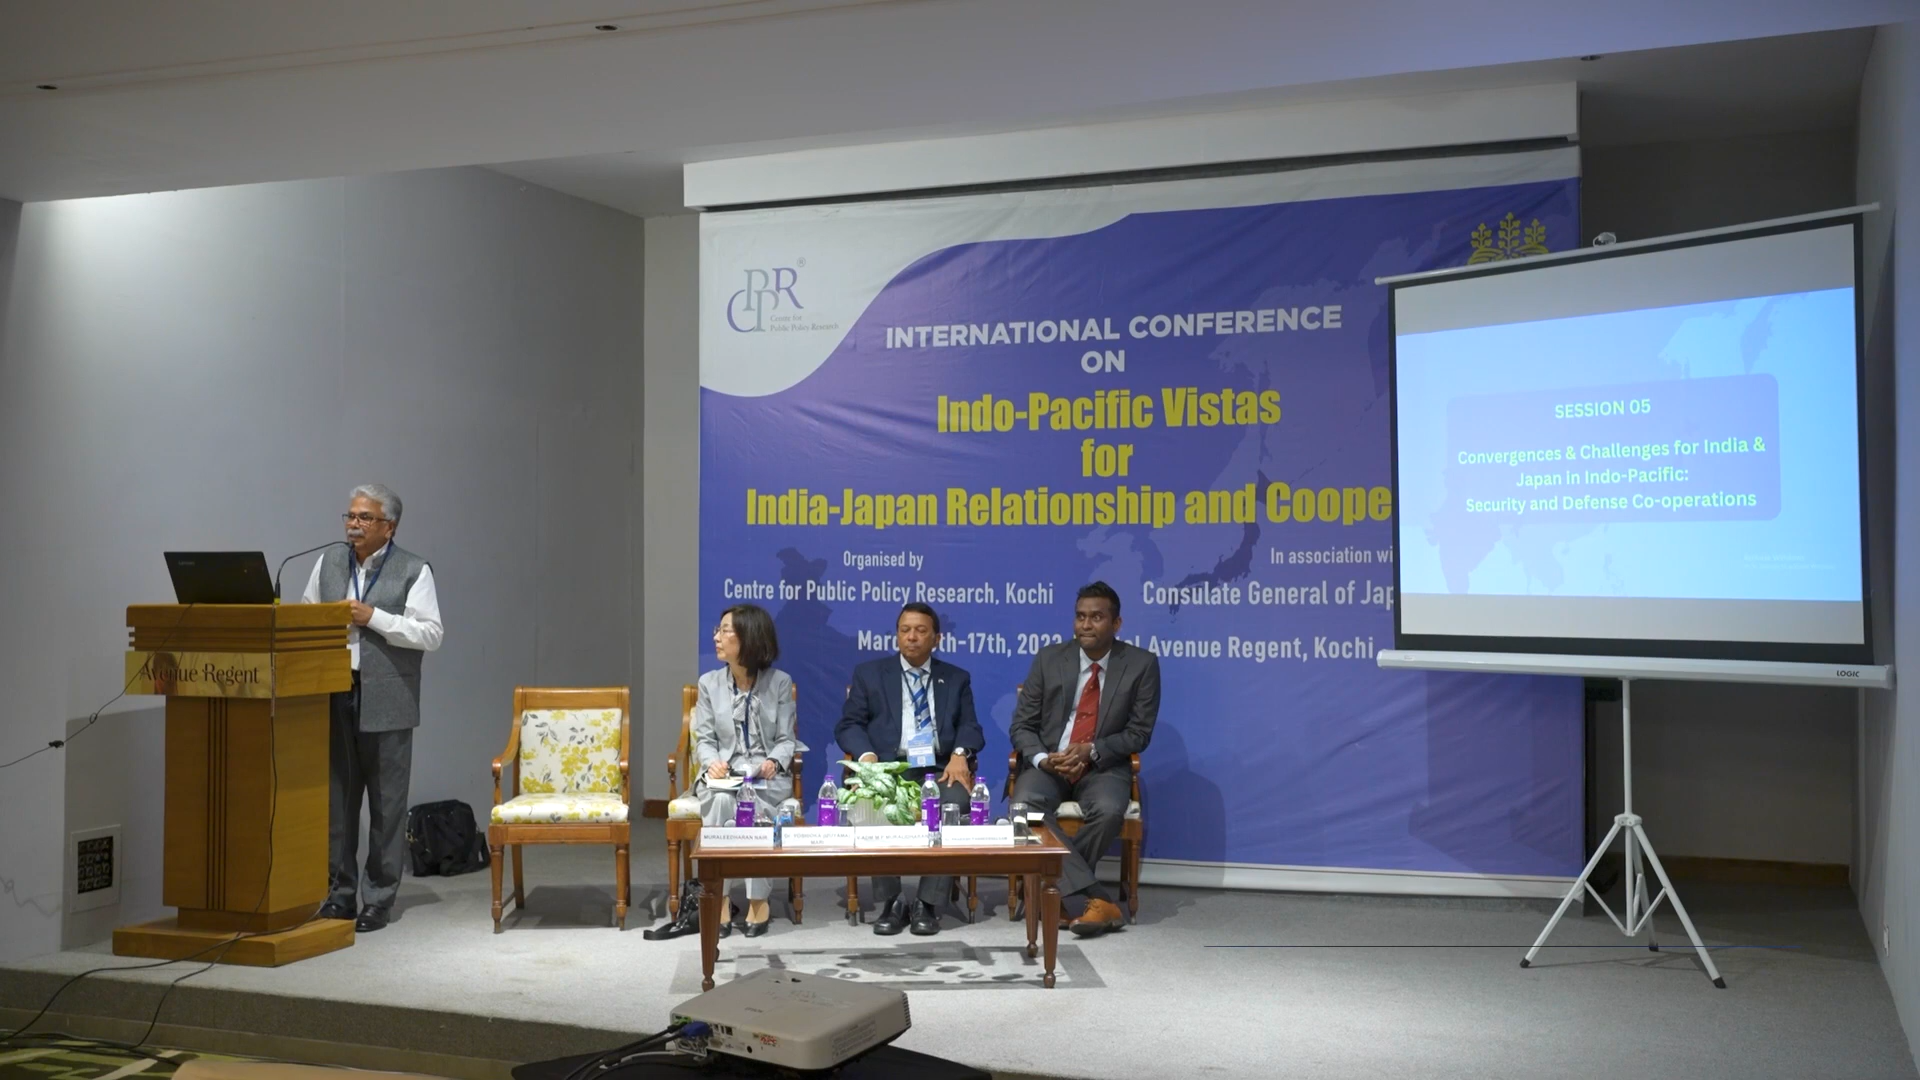 CPPR®
Centre for
Public Policy Research
INTERNATIONAL CONFERENCE
ON
Indo-Pacific Vistas
for
India-Japan Relationship and Coope
Organised by
In association wi
Centre for Public Policy Research, Kochi
Consulate General of Jap
Avenue Regent, Kochi
SESSION 05
Convergences & Challenges for India &
Japan in Indo-Pacific:
Security and Defense Co-operations
LOGIC
Avenue Regent
MURALEEDHARAN NAIR